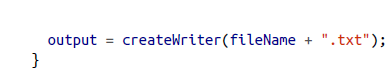 output = createWriter(fileName + ".txt");
}